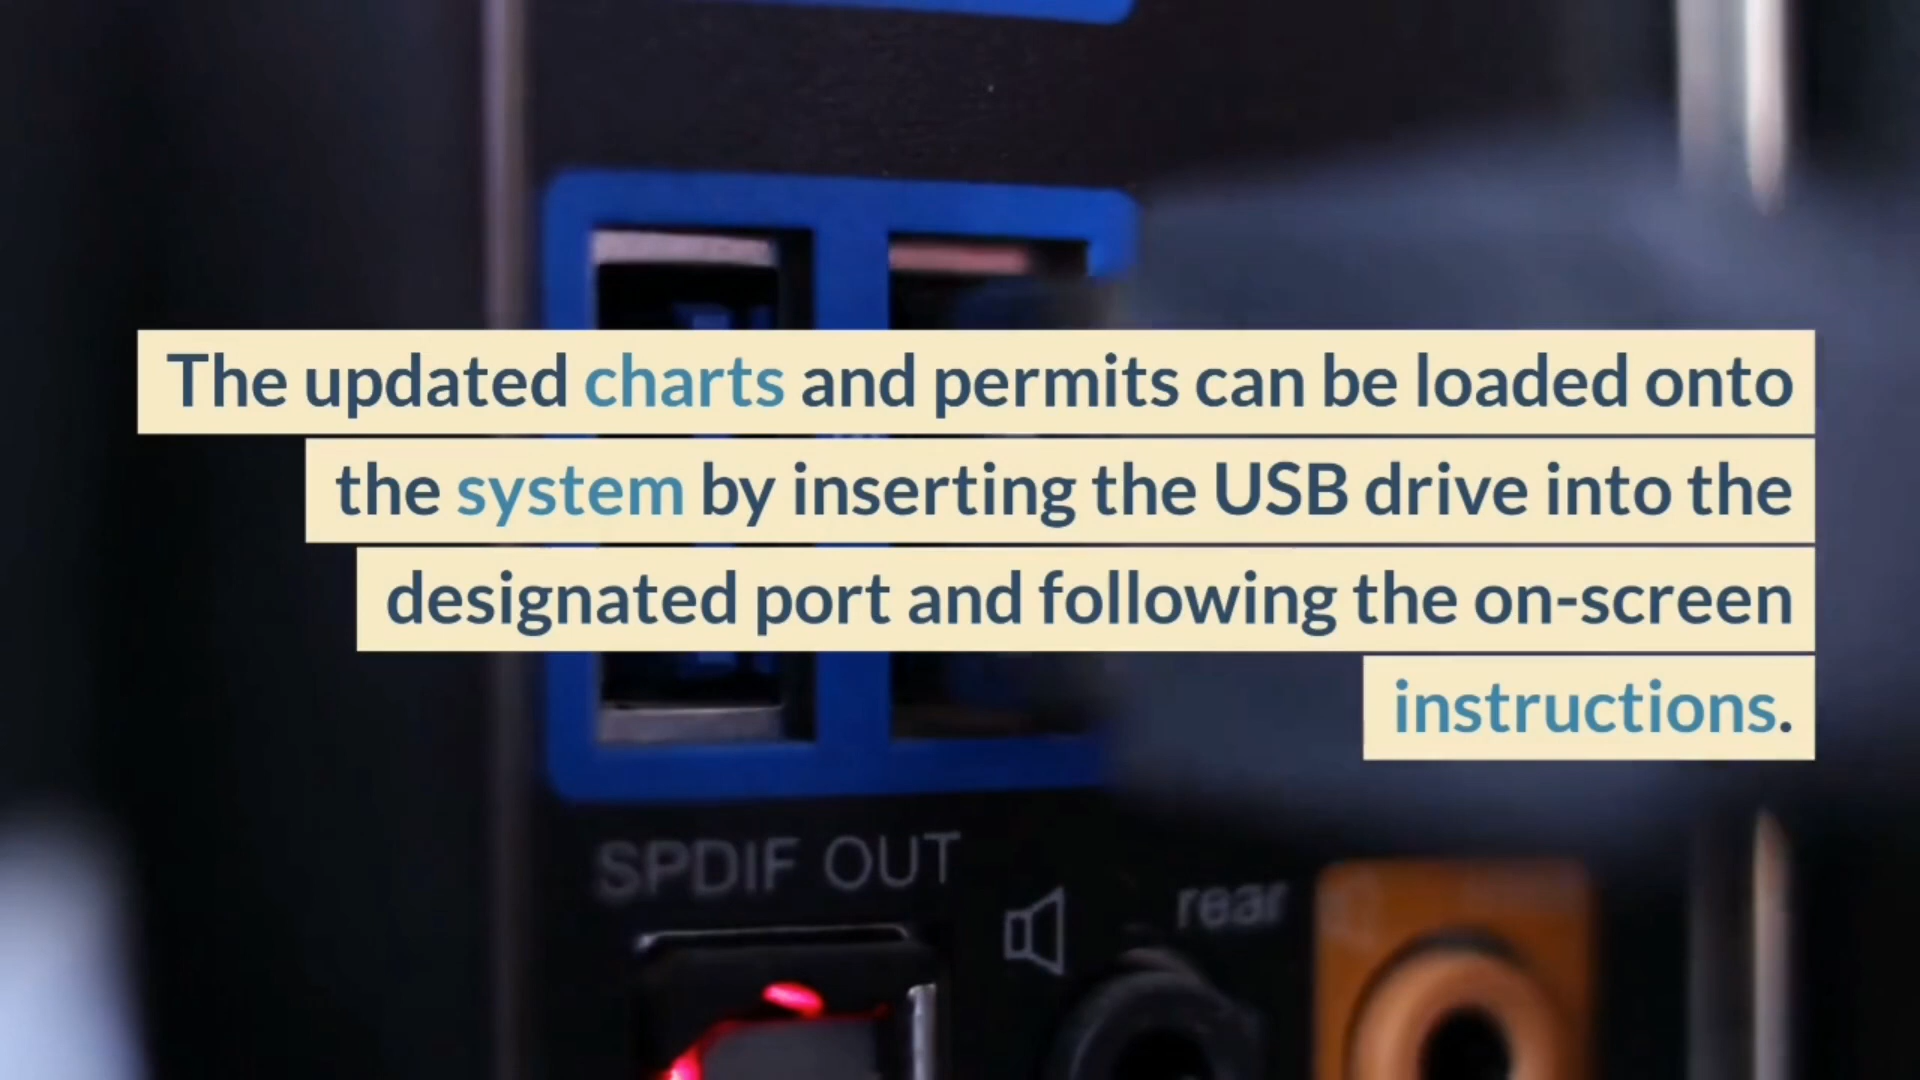 The updated charts and permits can be loaded onto
the system by inserting the USB drive into the
designated port and following the on-screen
instructions.
SPDIF OUT
rear